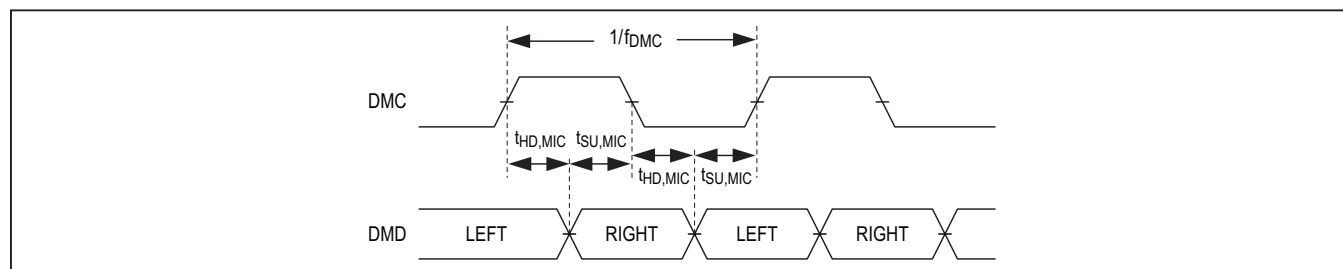 1/fDMC
DMC
tHD,MIC tSU,MIC
tHD,MIC tSU,MIC
DMD LEFT RIGHT LEFT RIGHT